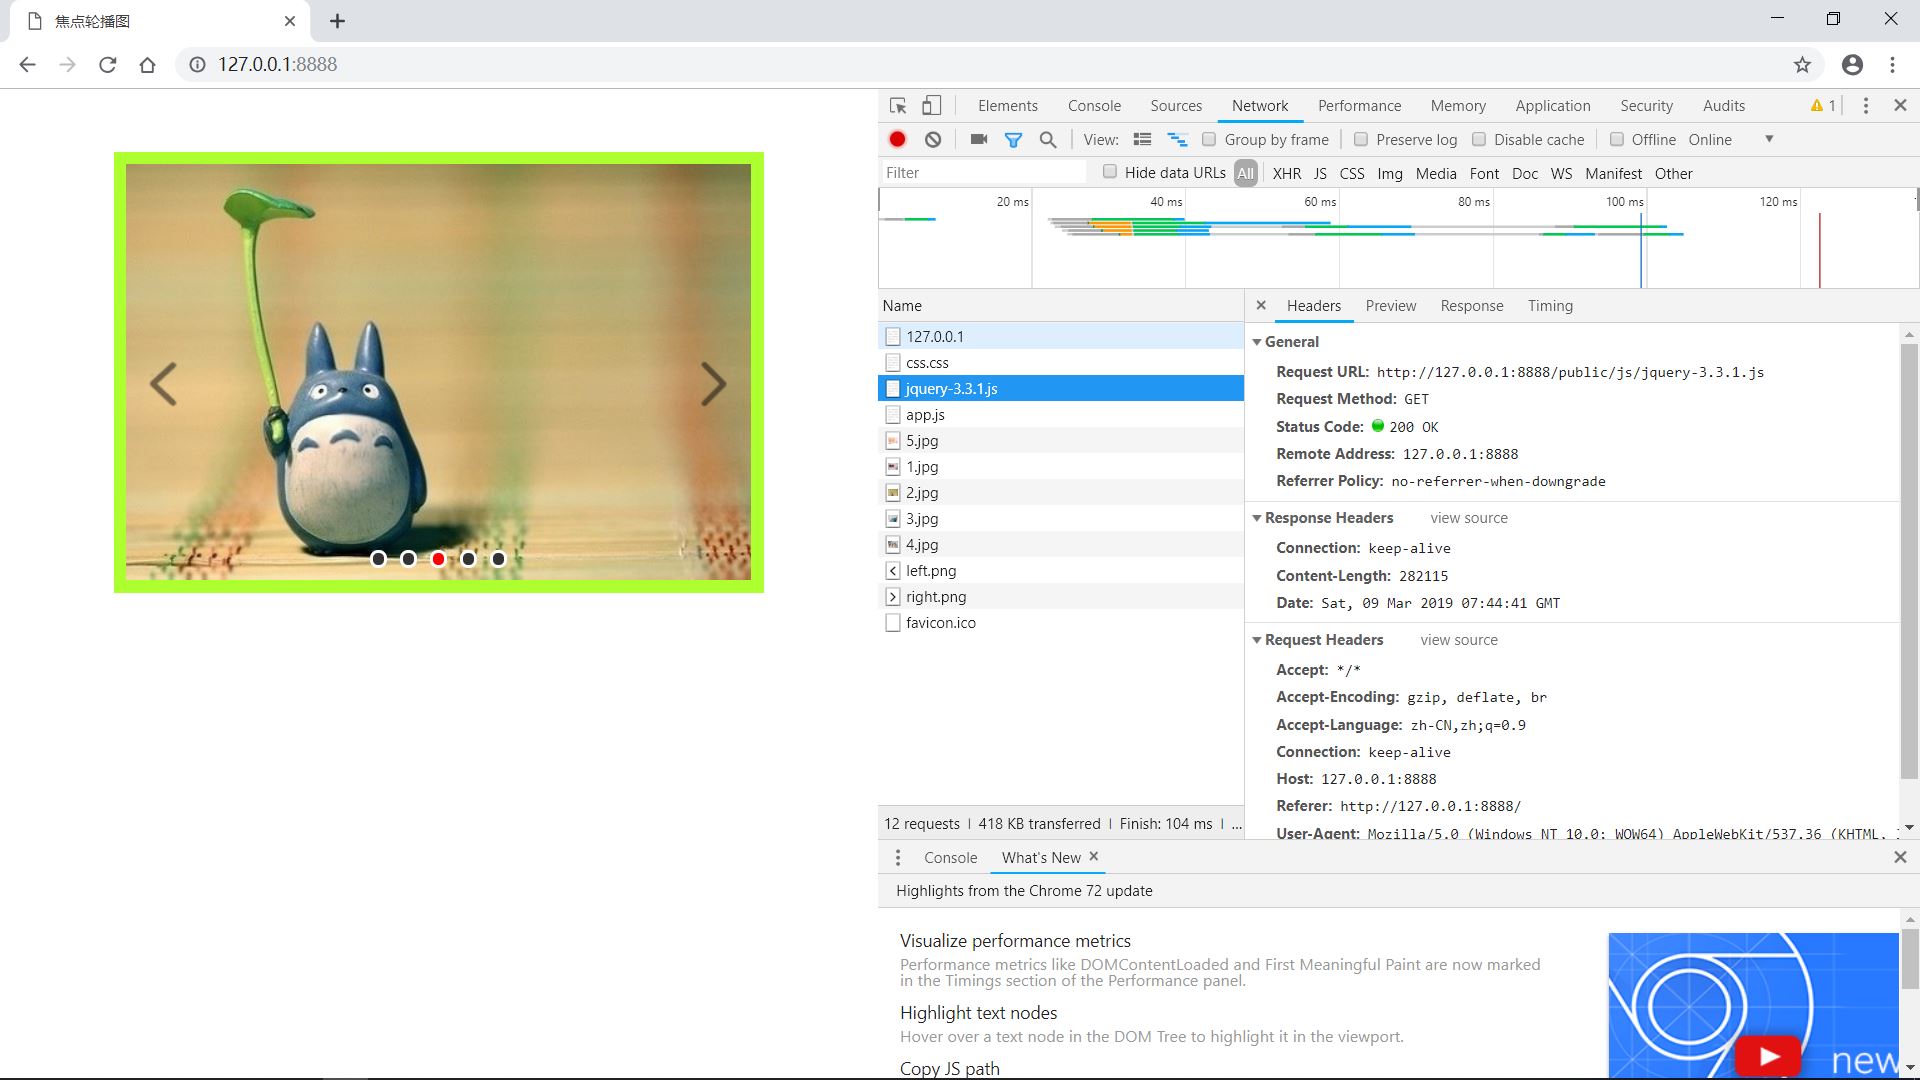 焦点轮播图
127.0.0.1:8888
Elements Console Sources Network Performance Memory Application Security Audits 1
View: Group by frame Preserve log Disable cache Offline Online
Filter Hide data URLs All XHR JS CSS Img Media Font Doc WS Manifest Other
20 ms 40 ms 60 ms 80 ms 100 ms 120 ms
Name
127.0.0.1
css.css
jquery-3.3.1.js
app.js
5.jpg
1.jpg
2.jpg
3.jpg
4.jpg
left.png
right.png
favicon.ico
12 requests | 418 KB transferred | Finish: 104 ms | ...
Headers Preview Response Timing
General
Request URL: http://127.0.0.1:8888/public/js/jquery-3.3.1.js
Request Method: GET
Status Code: 200 OK
Remote Address: 127.0.0.1:8888
Referrer Policy: no-referrer-when-downgrade
Response Headers view source
Connection: keep-alive
Content-Length: 282115
Date: Sat, 09 Mar 2019 07:44:41 GMT
Request Headers view source
Accept: */*
Accept-Encoding: gzip, deflate, br
Accept-Language: zh-CN,zh;q=0.9
Connection: keep-alive
Host: 127.0.0.1:8888
Referer: http://127.0.0.1:8888/
User-Agent: Mozilla/5.0 (Windows NT 10.0; WOW64) AppleWebKit/537.36 (KHTML,
Console What's New
Highlights from the Chrome 72 update
Visualize performance metrics
Performance metrics like DOMContentLoaded and First Meaningful Paint are now marked
in the Timings section of the Performance panel.
Highlight text nodes
Hover over a text node in the DOM Tree to highlight it in the viewport.
Copy JS path
new